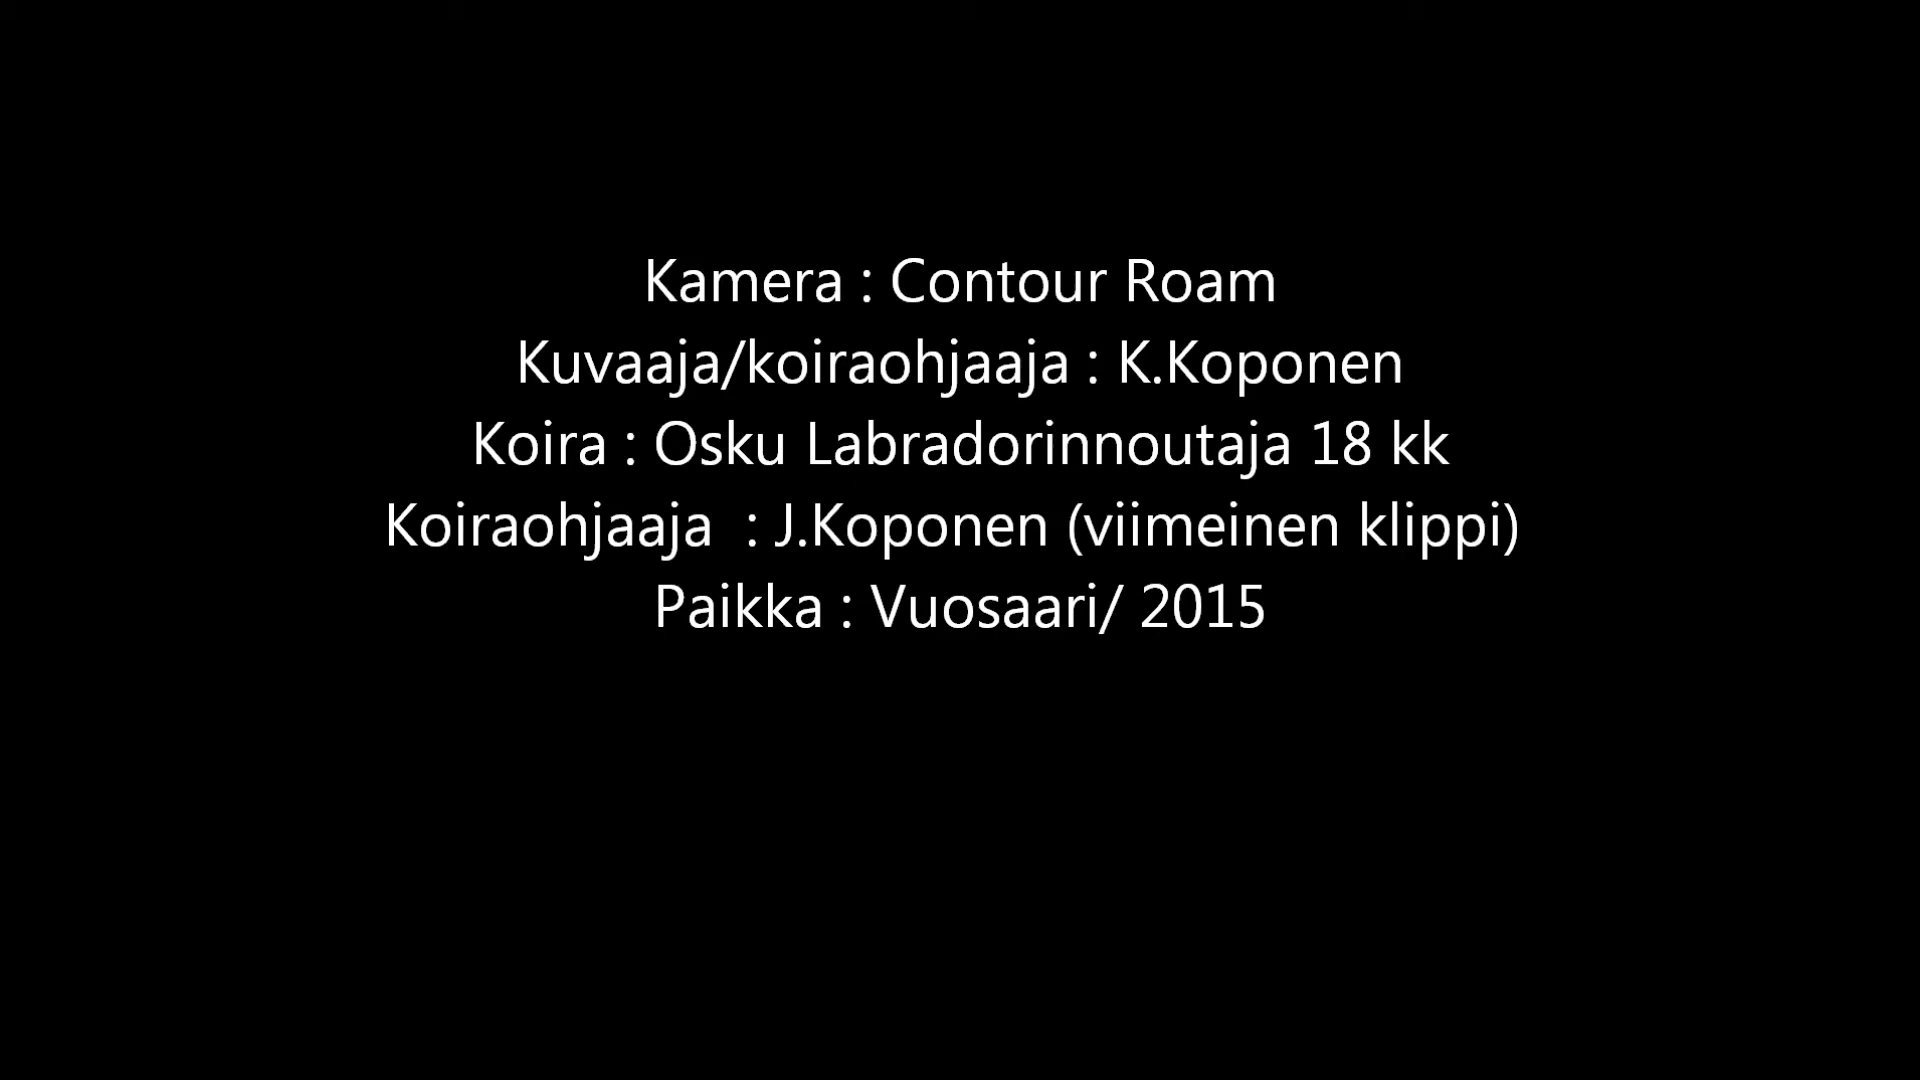 Kamera : Contour Roam
Kuvaaja/koiraohjaaja : K.Koponen
Koira : Osku Labradorinnoutaja 18 kk
Koiraohjaaja  : J.Koponen (viimeinen klippi)
Paikka : Vuosaari/ 2015